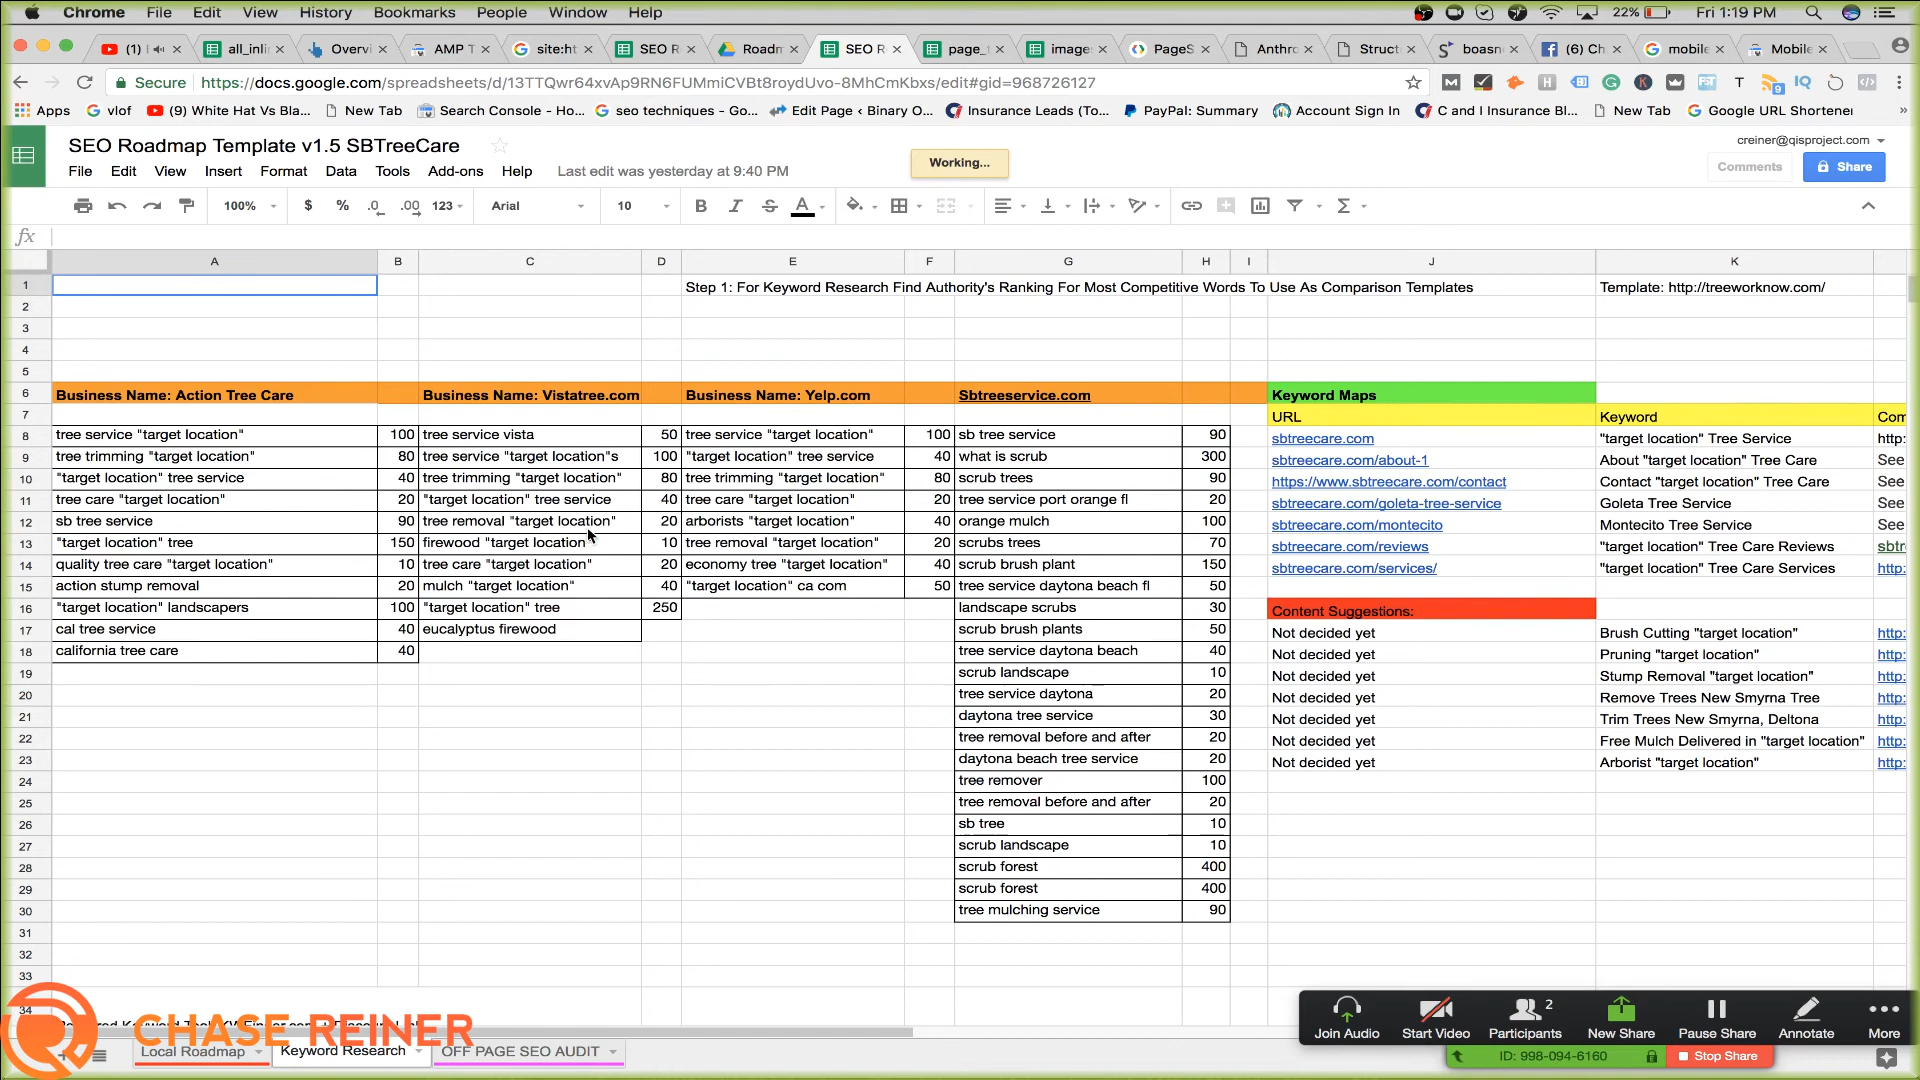 Chrome File Edit View History Bookmarks People Window Help 22% Fri 1:19 PM
(1) all_inli Overvi AMP T site:ht SEO R Roadm SEO R page_ image: PageS Anthro Struct boasn (6) Ch mobile Mobile
Secure https://docs.google.com/spreadsheets/d/13TTQwr64xvAp9RN6FUMmiCVBt8roydUvo-8MhCmKbxs/edit#gid=968726127
Apps vlof (9) White Hat Vs Bla... New Tab Search Console - Ho... seo techniques - Go... Edit Page ‹ Binary O... Insurance Leads (To... PayPal: Summary Account Sign In C and I Insurance Bl... New Tab Google URL Shortener »
SEO Roadmap Template v1.5 SBTreeCare
creiner@qisproject.com
Working...
File Edit View Insert Format Data Tools Add-ons Help Last edit was yesterday at 9:40 PM
Comments Share
100% $ % .0 .00 123 Arial 10 B I S A Σ
fx
A B C D E F G H I J K
1 Step 1: For Keyword Research Find Authority's Ranking For Most Competitive Words To Use As Comparison Templates Template: http://treeworknow.com/
2
3
4
5
6 Business Name: Action Tree Care Business Name: Vistatree.com Business Name: Yelp.com Sbtreeservice.com Keyword Maps
7 URL Keyword Com
8 tree service "target location" 100 tree service vista 50 tree service "target location" 100 sb tree service 90 sbtreecare.com "target location" Tree Service http:
9 tree trimming "target location" 80 tree service "target location"s 100 "target location" tree service 40 what is scrub 300 sbtreecare.com/about-1 About "target location" Tree Care See
10 "target location" tree service 40 tree trimming "target location" 80 tree trimming "target location" 80 scrub trees 90 https://www.sbtreecare.com/contact Contact "target location" Tree Care See
11 tree care "target location" 20 "target location" tree service 40 tree care "target location" 20 tree service port orange fl 20 sbtreecare.com/goleta-tree-service Goleta Tree Service See
12 sb tree service 90 tree removal "target location" 20 arborists "target location" 40 orange mulch 100 sbtreecare.com/montecito Montecito Tree Service See
13 "target location" tree 150 firewood "target location" 10 tree removal "target location" 20 scrubs trees 70 sbtreecare.com/reviews "target location" Tree Care Reviews sbtr
14 quality tree care "target location" 10 tree care "target location" 20 economy tree "target location" 40 scrub brush plant 150 sbtreecare.com/services/ "target location" Tree Care Services http:
15 action stump removal 20 mulch "target location" 40 "target location" ca com 50 tree service daytona beach fl 50
16 "target location" landscapers 100 "target location" tree 250 landscape scrubs 30 Content Suggestions:
17 cal tree service 40 eucalyptus firewood scrub brush plants 50 Not decided yet Brush Cutting "target location" http:
18 california tree care 40 tree service daytona beach 40 Not decided yet Pruning "target location" http:
19 scrub landscape 10 Not decided yet Stump Removal "target location" http:
20 tree service daytona 20 Not decided yet Remove Trees New Smyrna Tree http:
21 daytona tree service 30 Not decided yet Trim Trees New Smyrna, Deltona http:
22 tree removal before and after 20 Not decided yet Free Mulch Delivered in "target location" http:
23 daytona beach tree service 20 Not decided yet Arborist "target location" http:
24 tree remover 100
25 tree removal before and after 20
26 sb tree 10
27 scrub landscape 10
28 scrub forest 400
29 scrub forest 400
30 tree mulching service 90
31
32
33
34
CHASE REINER
Local Roadmap Keyword Research OFF PAGE SEO AUDIT
Join Audio Start Video 2 Participants New Share Pause Share Annotate More
ID: 998-094-6160 Stop Share